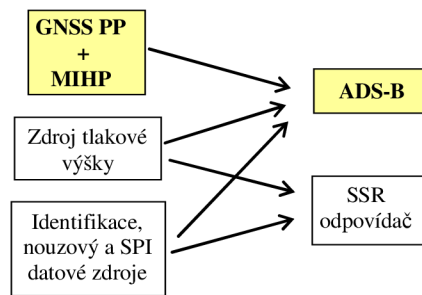 GNSS PP
+
MIHP
ADS-B
Zdroj tlakové
výšky
SSR
odpovídač
Identifikace,
nouzový a SPI
datové zdroje